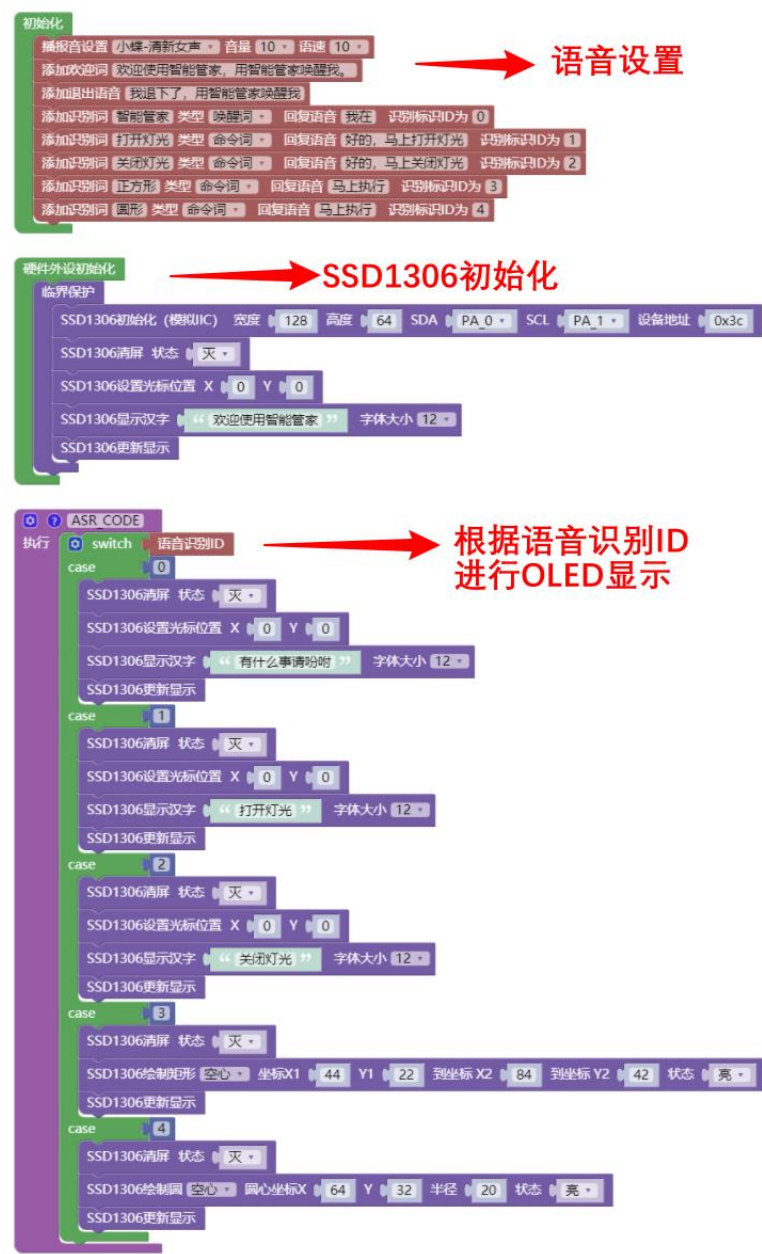 初始化
播报音设置 小蝶-清新女声 音量 10 语速 10
语音设置
添加欢迎词 欢迎使用智能管家，用智能管家唤醒我。
添加退出语音 我退下了，用智能管家唤醒我
添加识别词 智能管家 类型 唤醒词 回复语音 我在 识别标识ID为 0
添加识别词 打开灯光 类型 命令词 回复语音 好的，马上打开灯光 识别标识ID为 1
添加识别词 关闭灯光 类型 命令词 回复语音 好的，马上关闭灯光 识别标识ID为 2
添加识别词 正方形 类型 命令词 回复语音 马上执行 识别标识ID为 3
添加识别词 圆形 类型 命令词 回复语音 马上执行 识别标识ID为 4
硬件外设初始化
SSD1306初始化
临界保护
SSD1306初始化 (模拟IIC) 宽度 128 高度 64 SDA PA_0 SCL PA_1 设备地址 0x3c
SSD1306清屏 状态 灭
SSD1306设置光标位置 X 0 Y 0
SSD1306显示汉字 “ 欢迎使用智能管家 ” 字体大小 12
SSD1306更新显示
? ASR_CODE
执行 switch 语音识别ID
根据语音识别ID
进行OLED显示
case 0
SSD1306清屏 状态 灭
SSD1306设置光标位置 X 0 Y 0
SSD1306显示汉字 “ 有什么事请吩咐 ” 字体大小 12
SSD1306更新显示
case 1
SSD1306清屏 状态 灭
SSD1306设置光标位置 X 0 Y 0
SSD1306显示汉字 “ 打开灯光 ” 字体大小 12
SSD1306更新显示
case 2
SSD1306清屏 状态 灭
SSD1306设置光标位置 X 0 Y 0
SSD1306显示汉字 “ 关闭灯光 ” 字体大小 12
SSD1306更新显示
case 3
SSD1306清屏 状态 灭
SSD1306绘制矩形 空心 坐标X1 44 Y1 22 到坐标 X2 84 到坐标 Y2 42 状态 亮
SSD1306更新显示
case 4
SSD1306清屏 状态 灭
SSD1306绘制圆 空心 圆心坐标X 64 Y 32 半径 20 状态 亮
SSD1306更新显示